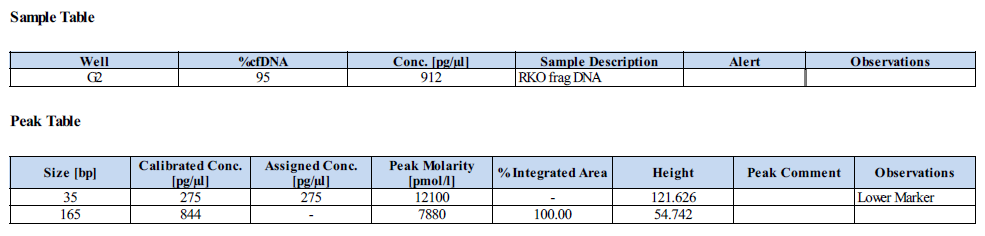 Sample Table
Well %cfDNA Conc. [pg/µl] Sample Description Alert Observations
G2 95 912 RKO frag DNA
Peak Table
Size [bp] Calibrated Conc. [pg/µl] Assigned Conc. [pg/µl] Peak Molarity [pmol/l] % Integrated Area Height Peak Comment Observations
35 275 275 12100 - 121.626 Lower Marker
165 844 - 7880 100.00 54.742